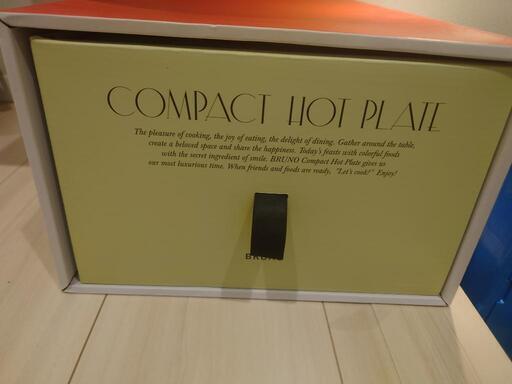 COMPACT HOT PLATE
The pleasure of cooking, the joy of eating, the delight of dining. Gather around the table,
create a beloved space and share the happiness. Today's feasts with colorful foods
with the secret ingredient of smile. BRUNO Compact Hot Plate gives to
our most luxurious time. When friends and foods are ready, "Let's cook!" Enjoy!
BRUNO